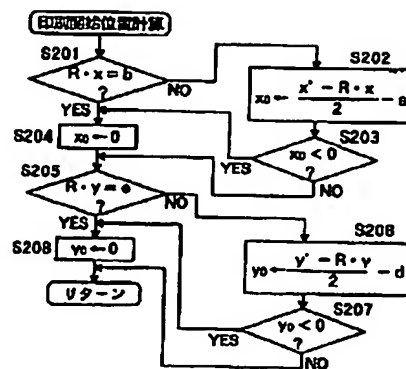 印刷開始位置計算
S201
R・x=b
?
YES
NO
S202
x₀ ← x' − R・x / 2 − a
S203
x₀ < 0
?
YES
NO
S204
x₀ ← 0
S205
R・y=e
?
YES
NO
S206
y₀ ← y' − R・y / 2 − d
S207
y₀ < 0
?
YES
NO
S208
y₀ ← 0
リターン